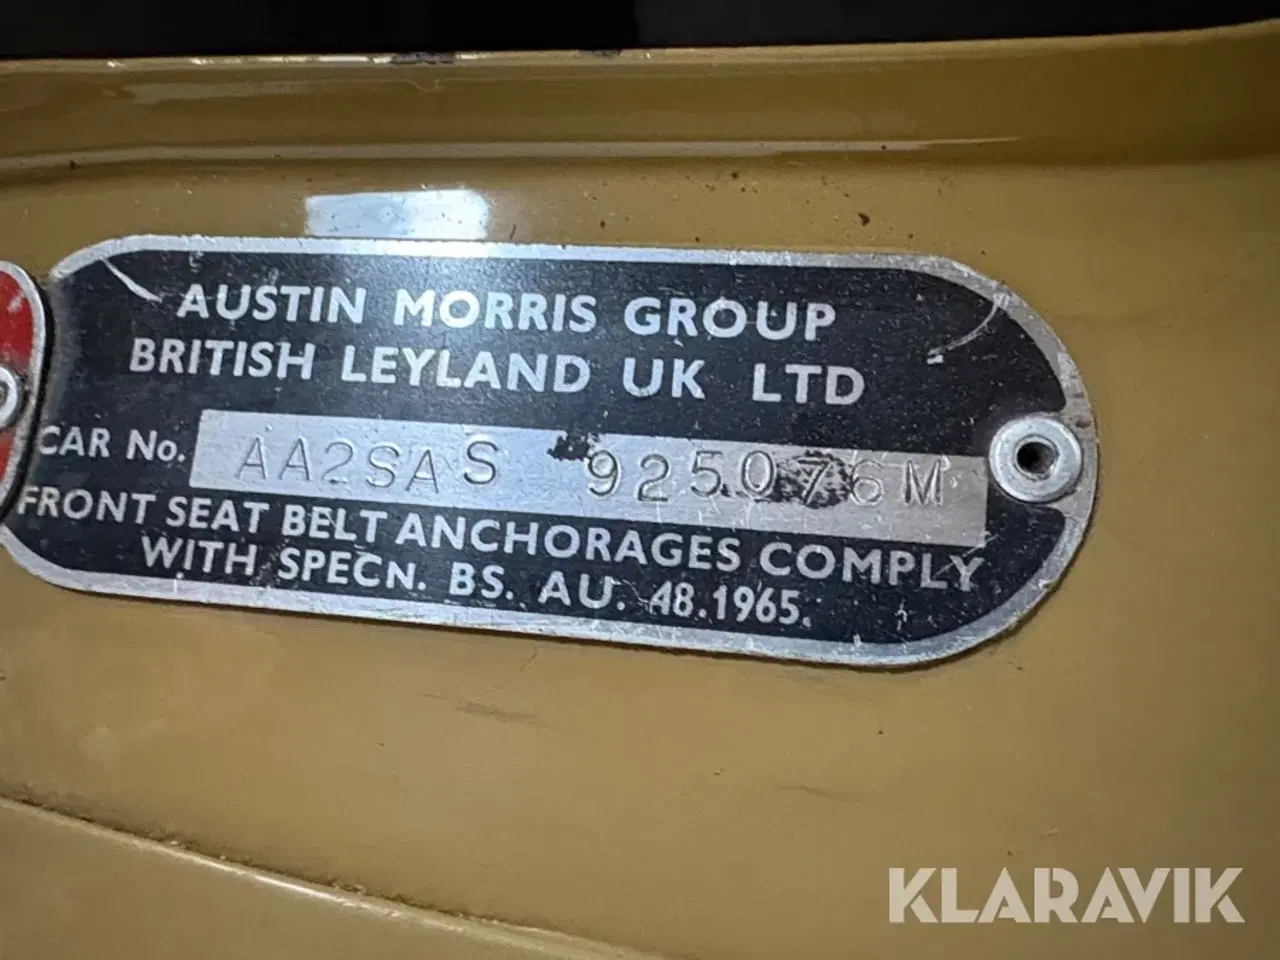 AUSTIN MORRIS GROUP
BRITISH LEYLAND UK LTD
CAR No. AA2SAS 925076M
FRONT SEAT BELT ANCHORAGES COMPLY
WITH SPECN. BS. AU. 48.1965.
KLARAVIK